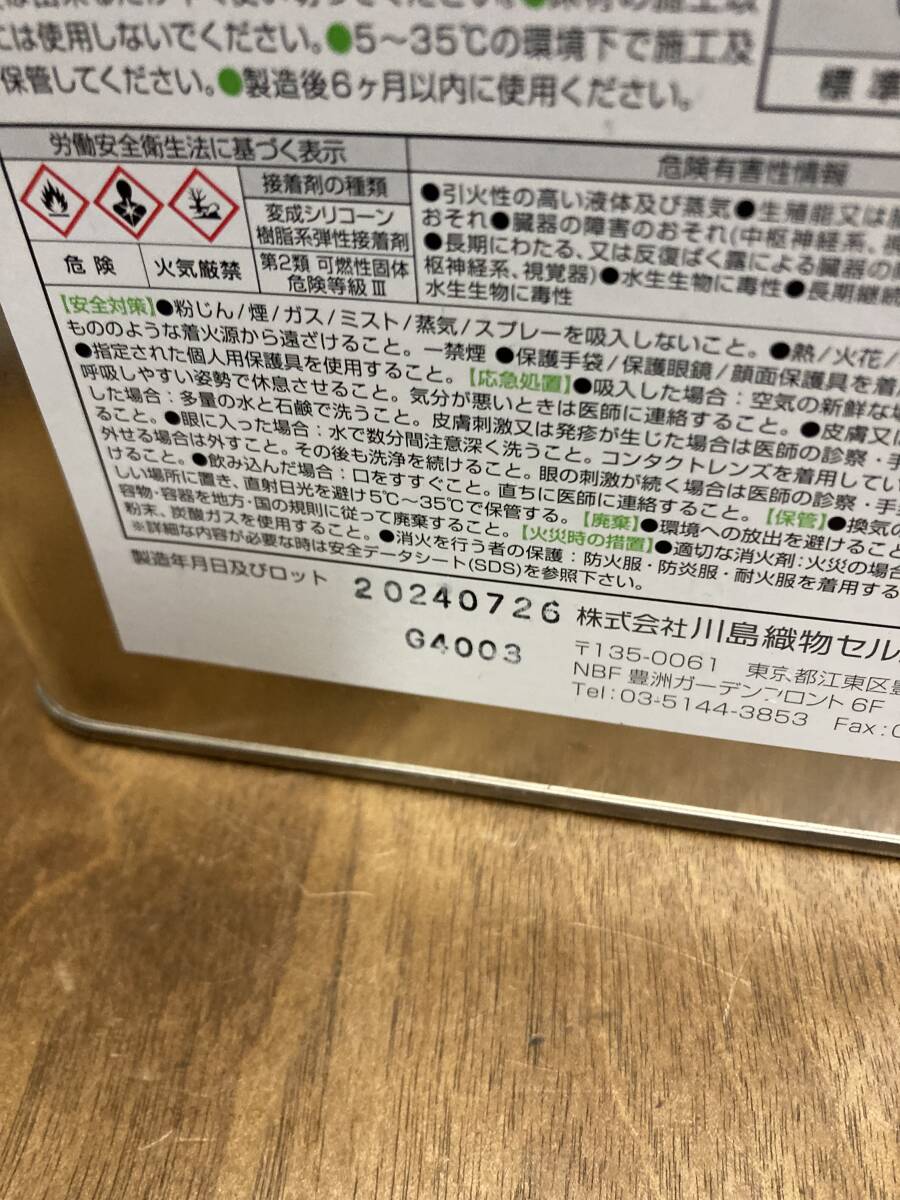 には使用しないでください。●5～35℃の環境下で施工及
保管してください。●製造後6ヶ月以内に使用ください。
標準
労働安全衛生法に基づく表示
危険有害性情報
接着剤の種類
変成シリコーン
樹脂系弾性接着剤
危険
火気厳禁
第2類 可燃性固体
危険等級Ⅲ
●引火性の高い液体及び蒸気●生殖能又は
おそれ●臓器の障害のおそれ(中枢神経系、
●長期にわたる、又は反復ばく露による臓器の
枢神経系、視覚器)●水生生物に毒性●長期継続
水生生物に毒性
【安全対策】●粉じん/煙/ガス/ミスト/蒸気/スプレーを吸入しないこと。●熱/火花/
もののような着火源から遠ざけること。ー禁煙 ●保護手袋/保護眼鏡/顔面保護具を着用
●指定された個人用保護具を使用すること。【応急処置】●吸入した場合：空気の新鮮な場
呼吸しやすい姿勢で休息させること。気分が悪いときは医師に連絡すること。●皮膚又は
した場合：多量の水と石鹸で洗うこと。皮膚刺激又は発疹が生じた場合は医師の診察・手
ること。●眼に入った場合：水で数分間注意深く洗うこと。コンタクトレンズを着用してい
外せる場合は外すこと。その後も洗浄を続けること。眼の刺激が続く場合は医師の診察・手
けること。●飲み込んだ場合：口をすすぐこと。直ちに医師に連絡すること。【保管】●換気の
しい場所に置き、直射日光を避け5℃～35℃で保管する。【廃棄】●環境への放出を避けること
容物・容器を地方・国の規則に従って廃棄すること。【火災時の措置】●適切な消火剤：火災の場合
粉末、炭酸ガスを使用すること。●消火を行う者の保護：防火服・防炎服・耐火服を着用する
※詳細な内容が必要な時は安全データシート(SDS)を参照下さい。
製造年月日及びロット
20240726
G4003
株式会社川島織物セル
〒135-0061 東京都江東区豊
NBF 豊洲ガーデンフロント 6F
Tel:03-5144-3853 Fax:0